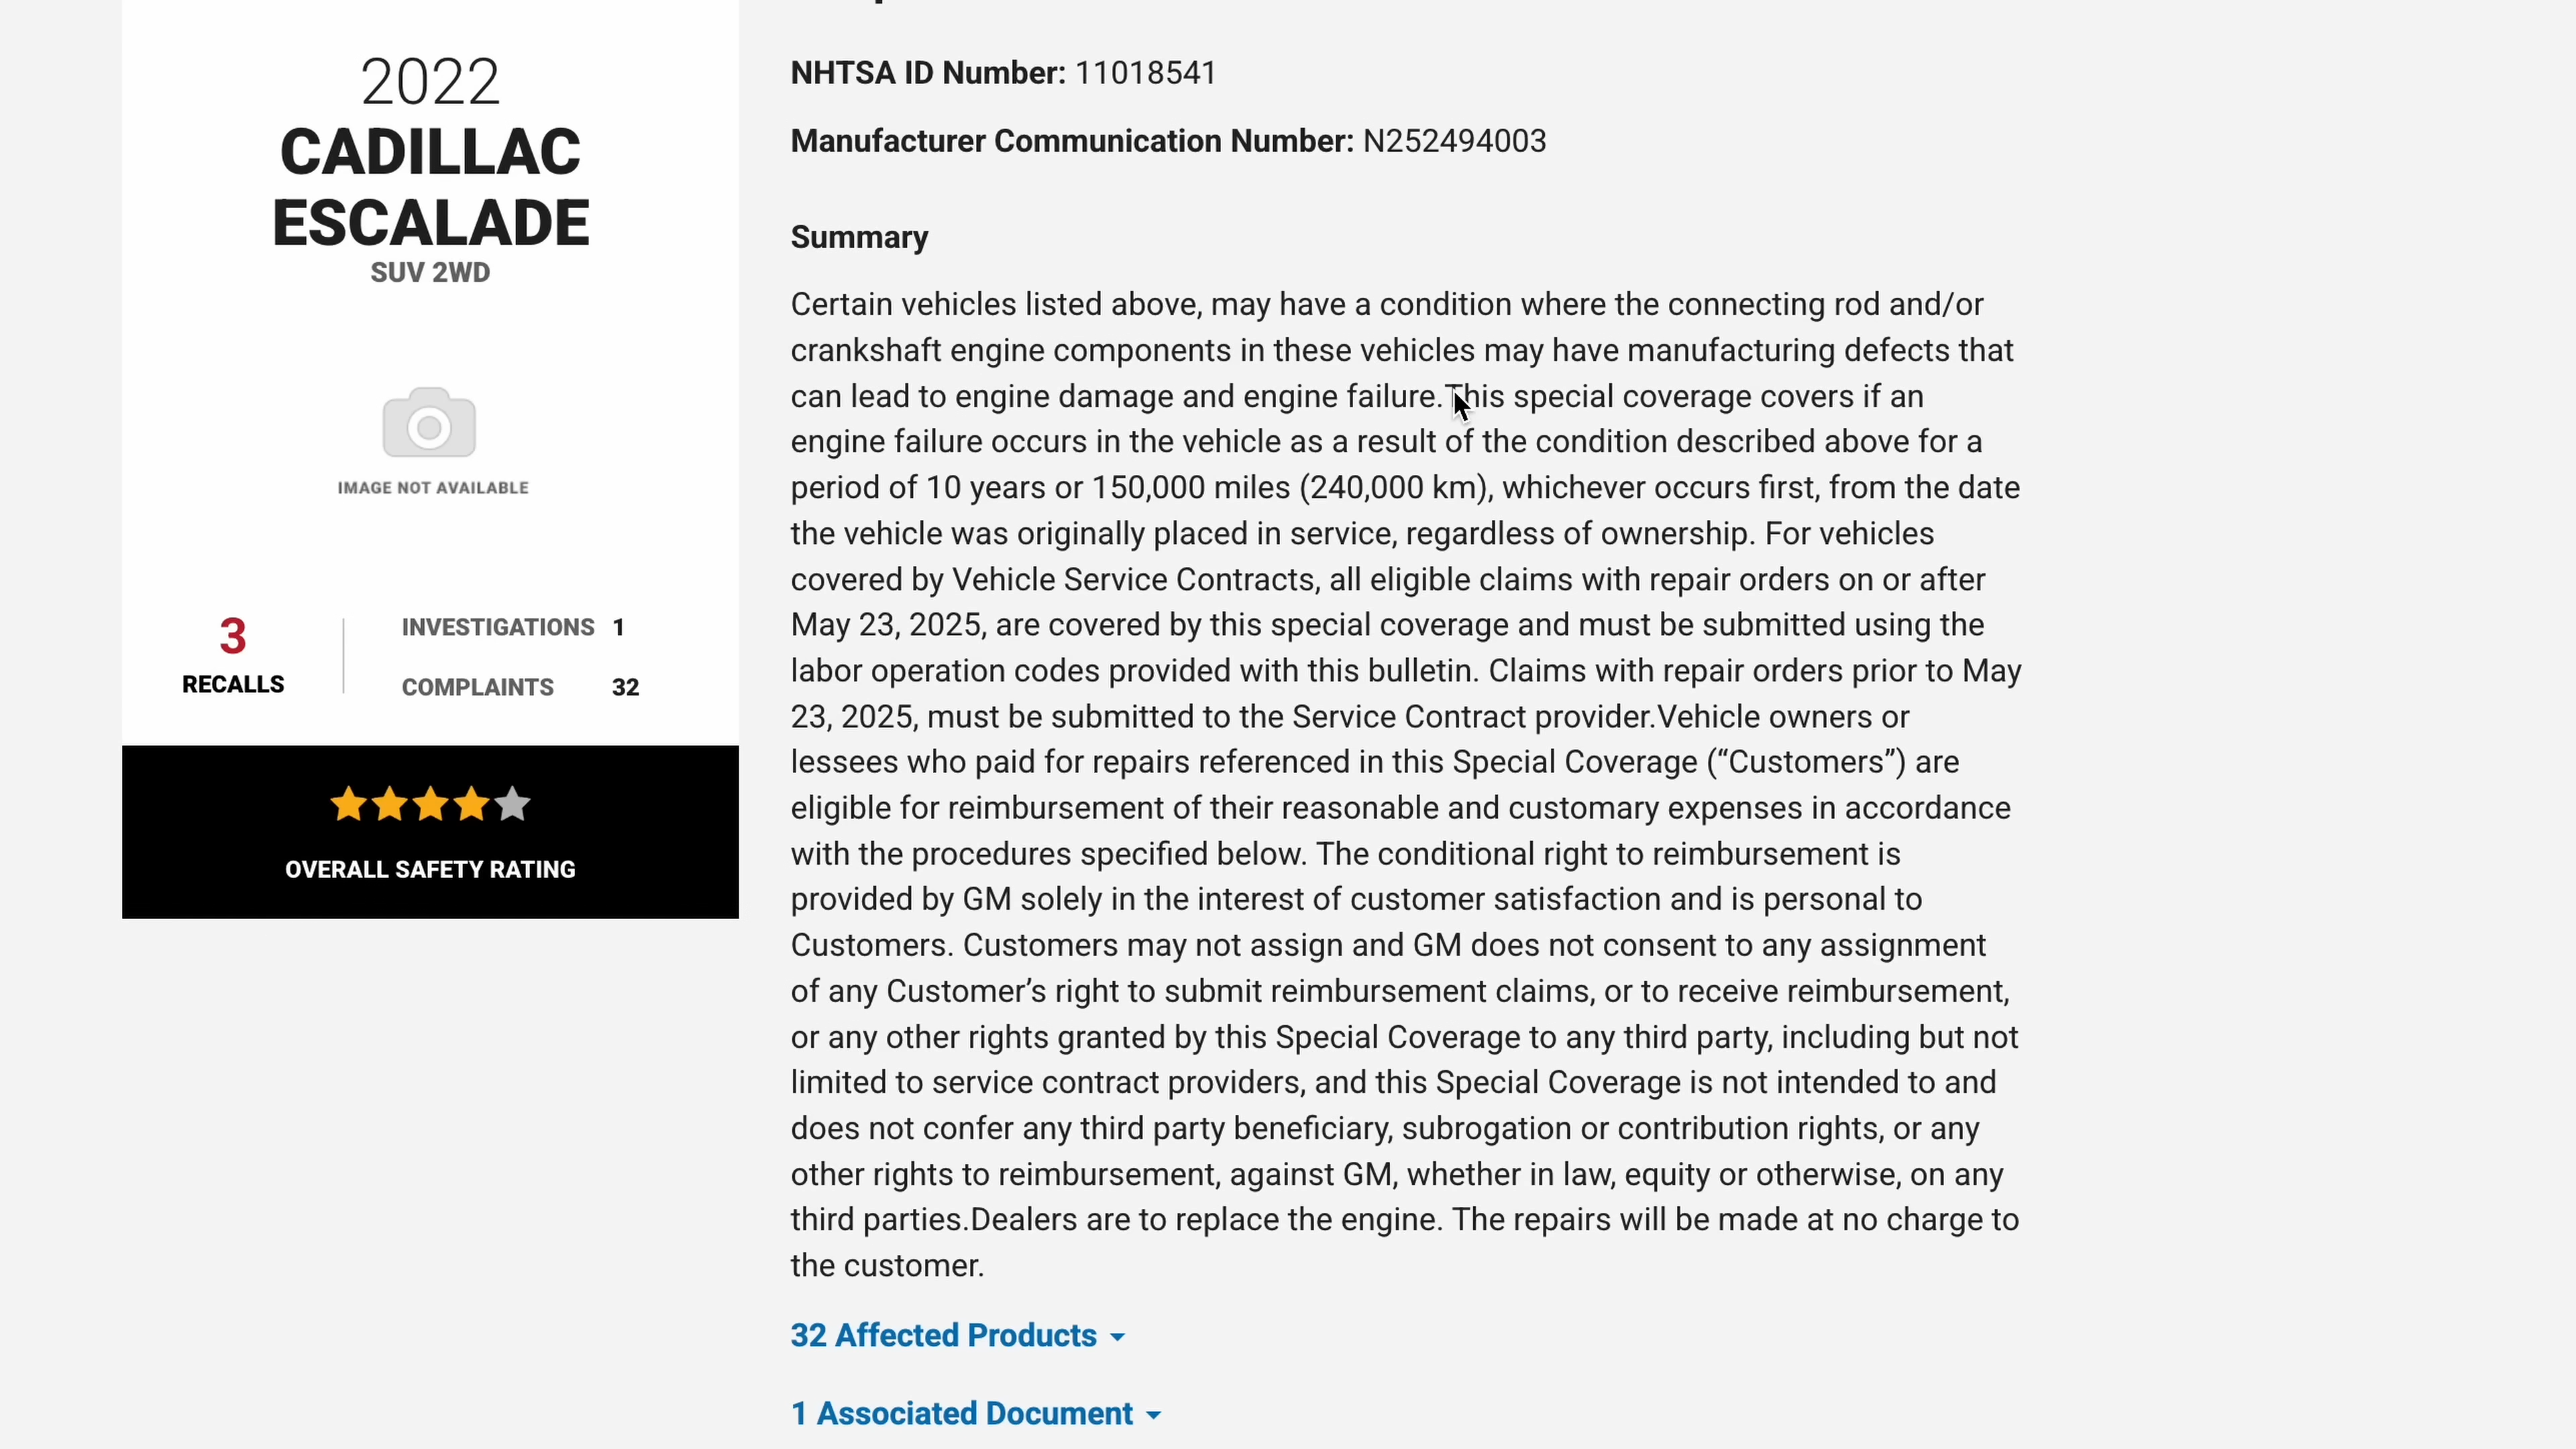 2022
CADILLAC
ESCALADE
SUV 2WD
IMAGE NOT AVAILABLE
3
RECALLS
INVESTIGATIONS 1
COMPLAINTS 32
OVERALL SAFETY RATING
NHTSA ID Number: 11018541
Manufacturer Communication Number: N252494003
Summary
Certain vehicles listed above, may have a condition where the connecting rod and/or
crankshaft engine components in these vehicles may have manufacturing defects that
can lead to engine damage and engine failure.This special coverage covers if an
engine failure occurs in the vehicle as a result of the condition described above for a
period of 10 years or 150,000 miles (240,000 km), whichever occurs first, from the date
the vehicle was originally placed in service, regardless of ownership. For vehicles
covered by Vehicle Service Contracts, all eligible claims with repair orders on or after
May 23, 2025, are covered by this special coverage and must be submitted using the
labor operation codes provided with this bulletin. Claims with repair orders prior to May
23, 2025, must be submitted to the Service Contract provider.Vehicle owners or
lessees who paid for repairs referenced in this Special Coverage (“Customers”) are
eligible for reimbursement of their reasonable and customary expenses in accordance
with the procedures specified below. The conditional right to reimbursement is
provided by GM solely in the interest of customer satisfaction and is personal to
Customers. Customers may not assign and GM does not consent to any assignment
of any Customer’s right to submit reimbursement claims, or to receive reimbursement,
or any other rights granted by this Special Coverage to any third party, including but not
limited to service contract providers, and this Special Coverage is not intended to and
does not confer any third party beneficiary, subrogation or contribution rights, or any
other rights to reimbursement, against GM, whether in law, equity or otherwise, on any
third parties.Dealers are to replace the engine. The repairs will be made at no charge to
the customer.
32 Affected Products
1 Associated Document